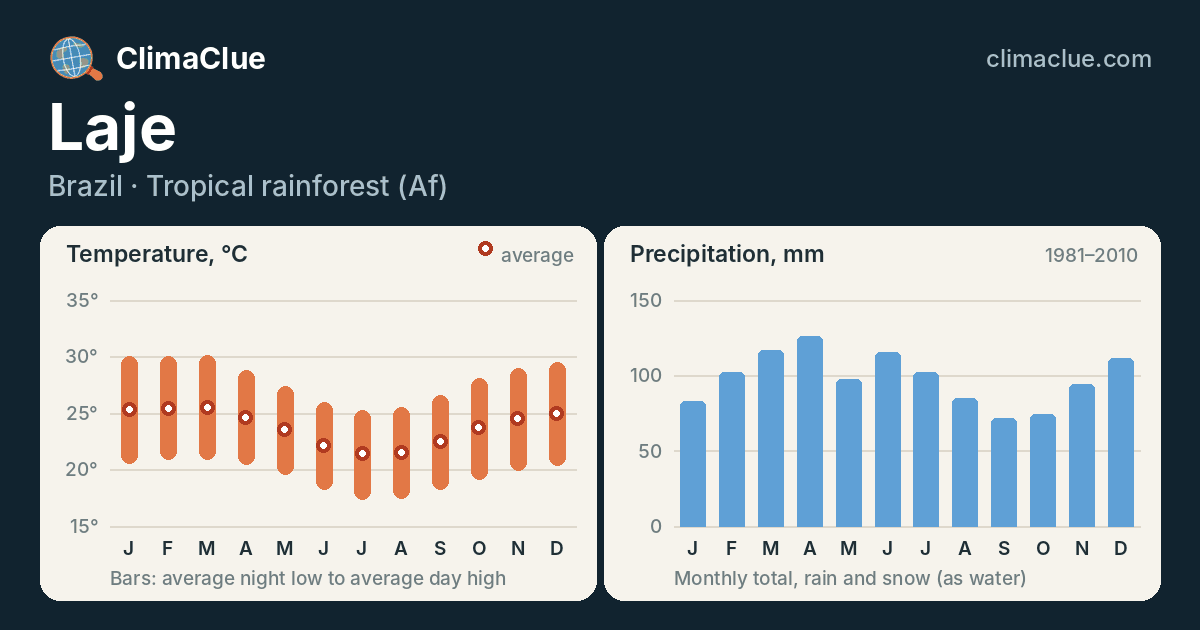 ClimaClue
climaclue.com
Laje
Brazil · Tropical rainforest (Af)
Temperature, °C
average
35°
30°
25°
20°
15°
J F M A M J J A S O N D
Bars: average night low to average day high
Precipitation, mm
1981–2010
150
100
50
0
J F M A M J J A S O N D
Monthly total, rain and snow (as water)